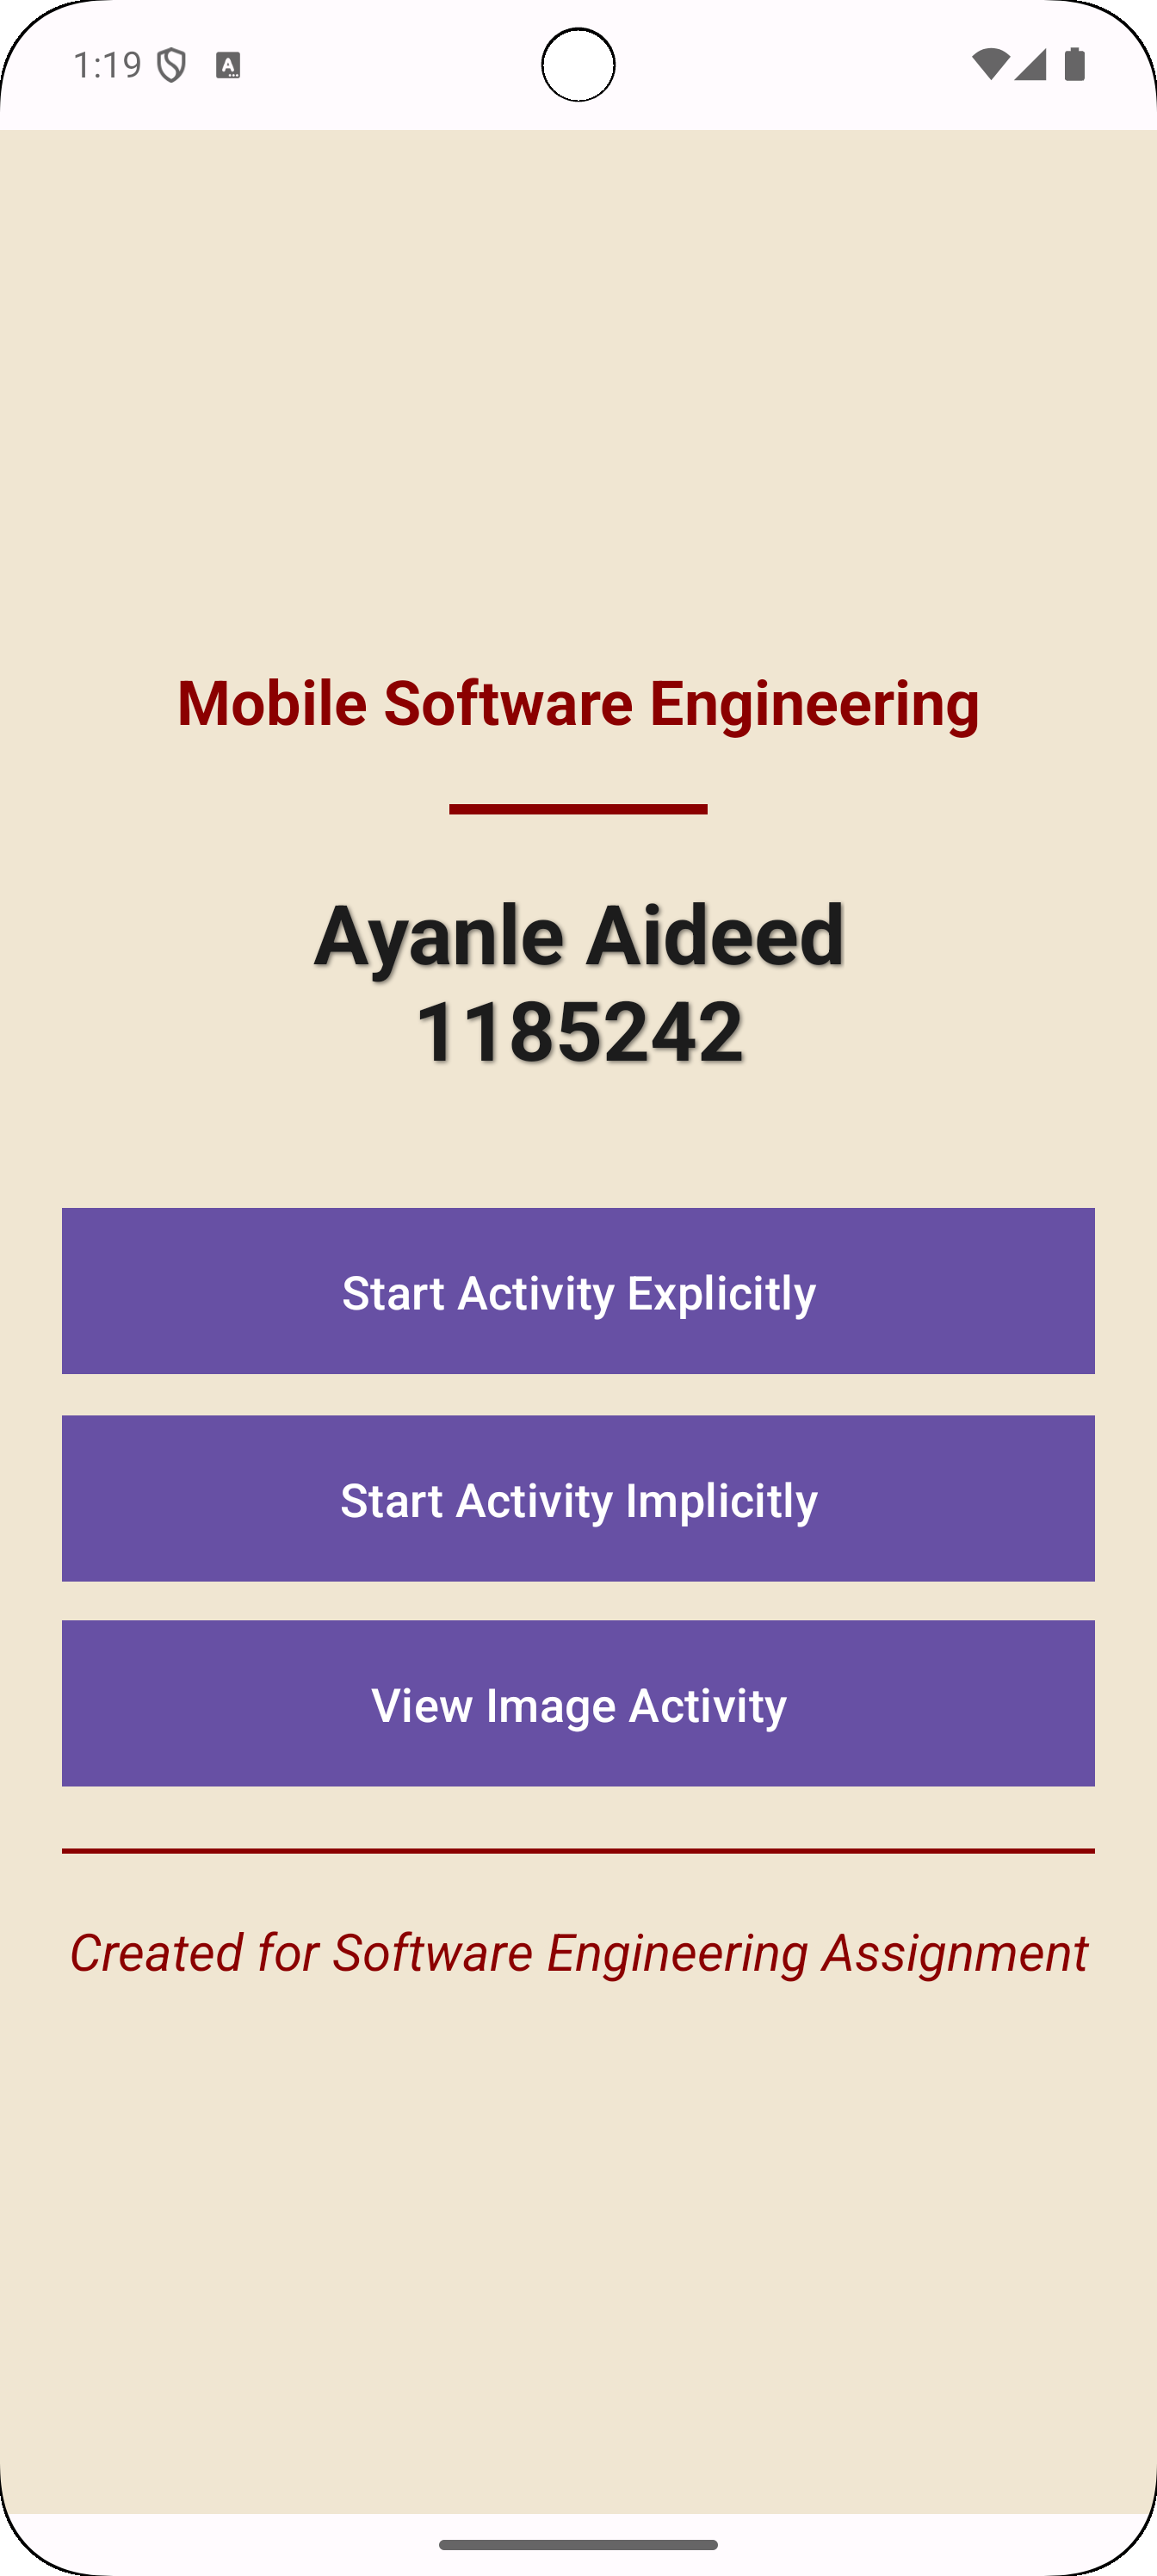 1:19
Mobile Software Engineering
Ayanle Aideed
1185242
Start Activity Explicitly
Start Activity Implicitly
View Image Activity
Created for Software Engineering Assignment